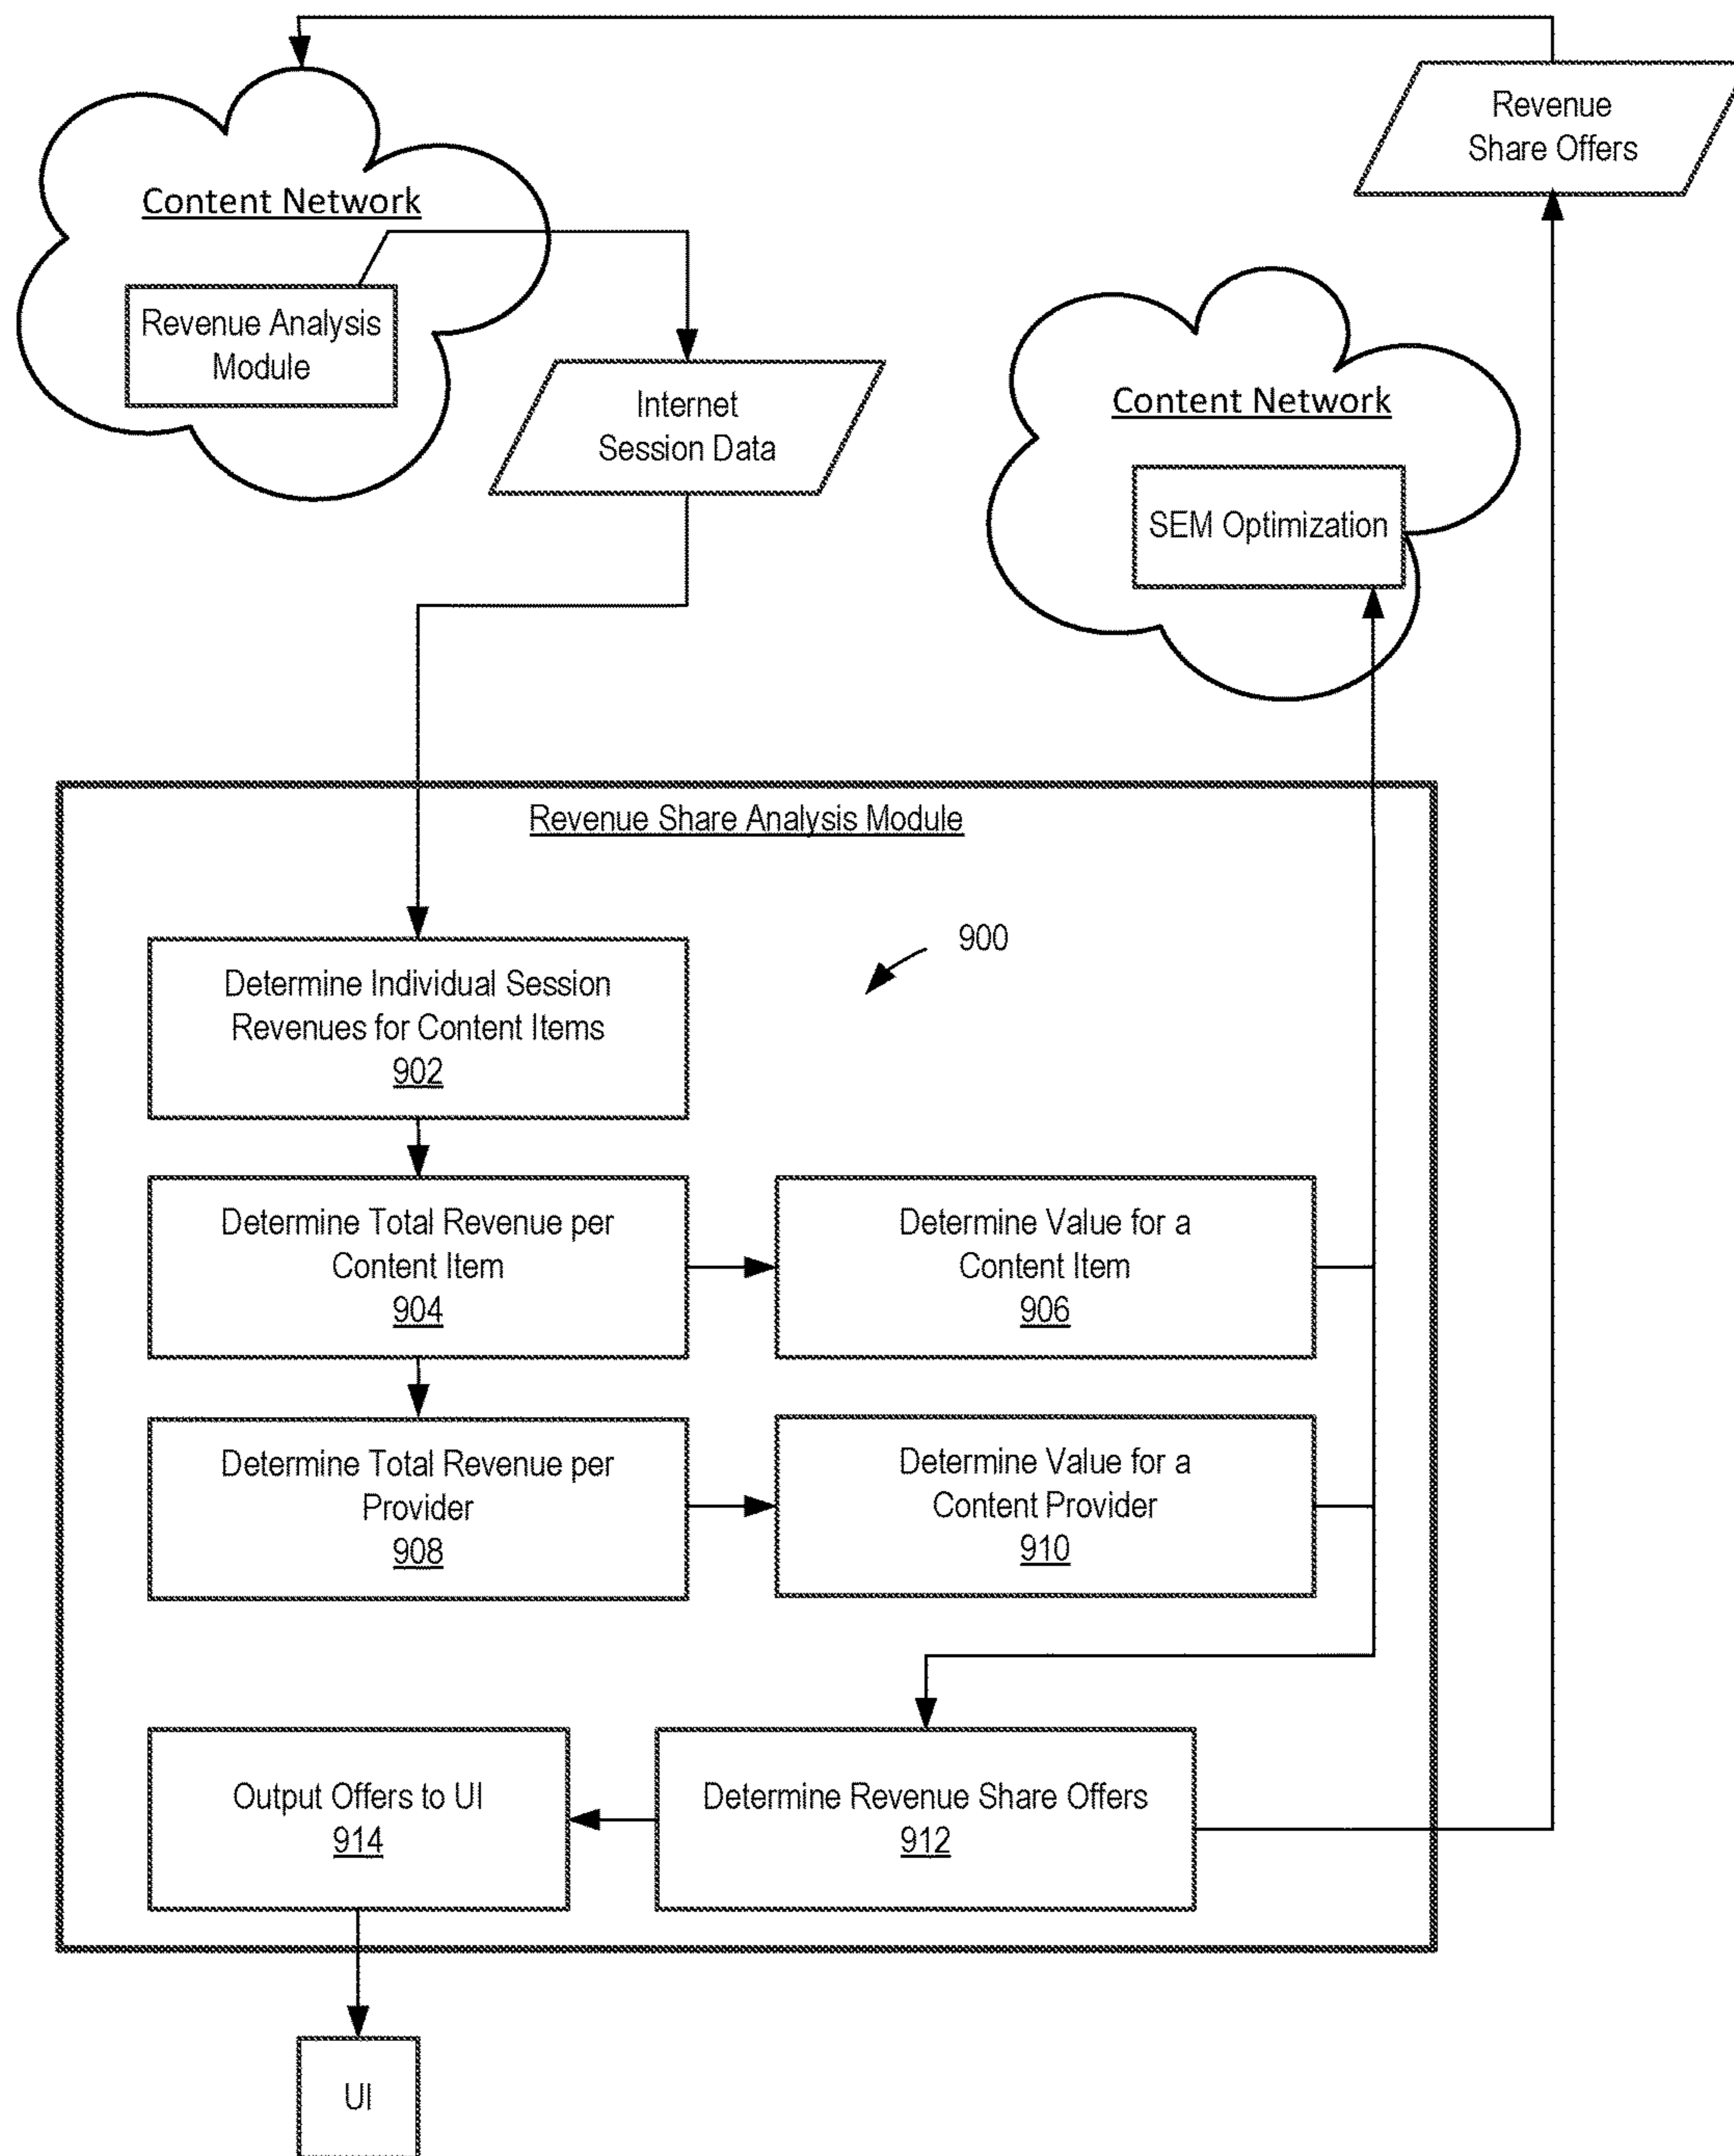 Revenue
Share Offers
Content Network
Revenue Analysis
Module
Internet
Session Data
Content Network
SEM Optimization
Revenue Share Analysis Module
900
Determine Individual Session
Revenues for Content Items
902
Determine Total Revenue per
Content Item
904
Determine Value for a
Content Item
906
Determine Total Revenue per
Provider
908
Determine Value for a
Content Provider
910
Output Offers to UI
914
Determine Revenue Share Offers
912
UI